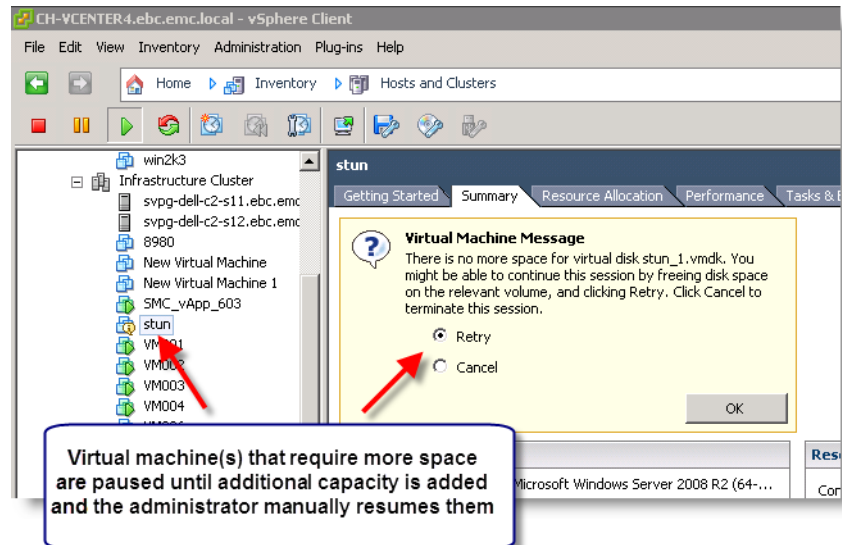 CH-VCENTER4.ebc.emc.local - vSphere Client
File Edit View Inventory Administration Plug-ins Help
Home Inventory Hosts and Clusters
win2k3
Infrastructure Cluster
svpg-dell-c2-s11.ebc.emc
svpg-dell-c2-s12.ebc.emc
8980
New Virtual Machine
New Virtual Machine 1
SMC_vApp_603
stun
VM001
VM002
VM003
VM004
stun
Getting Started Summary Resource Allocation Performance Tasks & E
Virtual Machine Message
There is no more space for virtual disk stun_1.vmdk. You
might be able to continue this session by freeing disk space
on the relevant volume, and clicking Retry. Click Cancel to
terminate this session.
Retry
Cancel
OK
Res
Microsoft Windows Server 2008 R2 (64-...
Cor
Virtual machine(s) that require more space
are paused until additional capacity is added
and the administrator manually resumes them